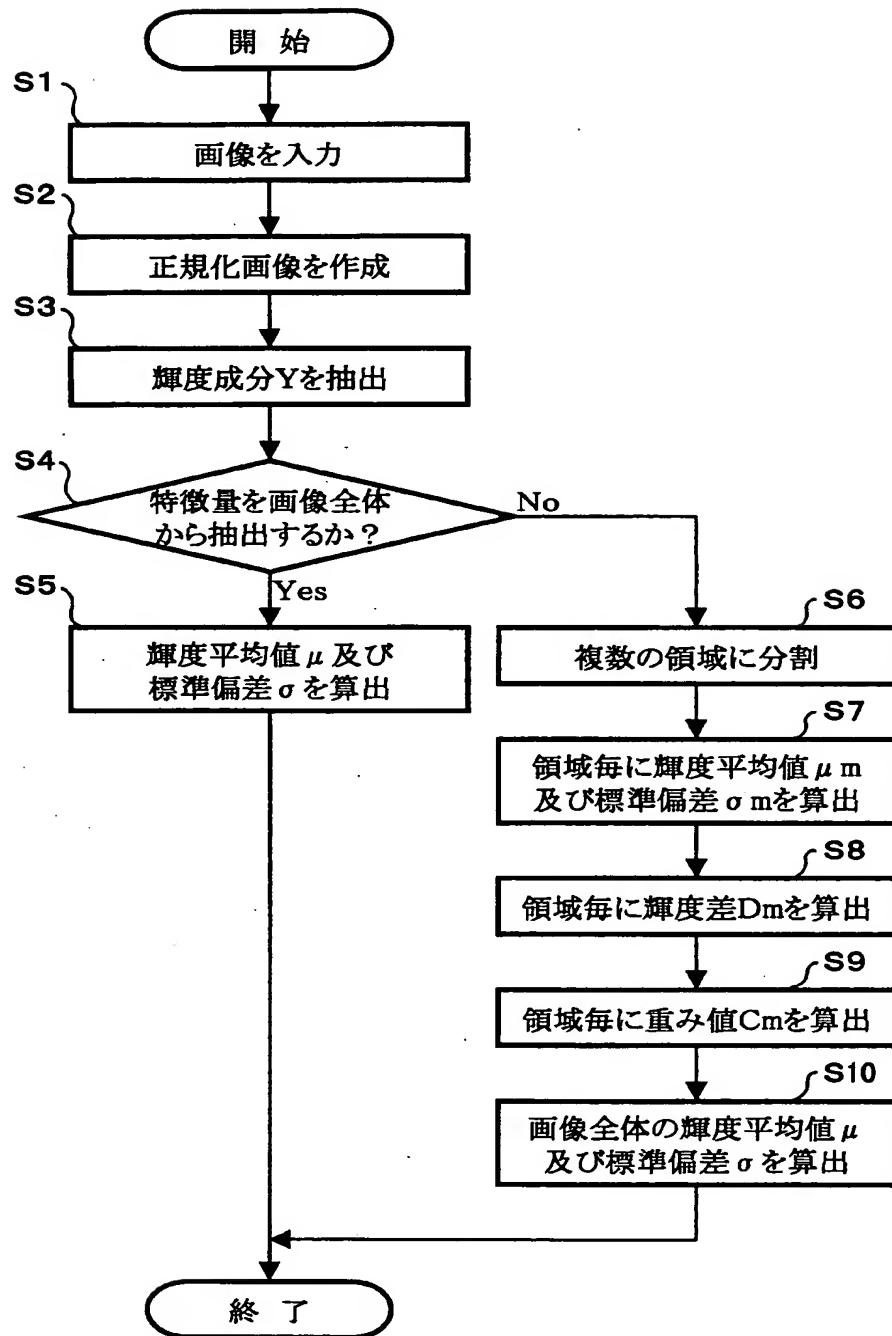 開 始
S1
画像を入力
S2
正規化画像を作成
S3
輝度成分Yを抽出
S4
特徴量を画像全体
から抽出するか？
No
Yes
S5
輝度平均値μ及び
標準偏差σを算出
S6
複数の領域に分割
S7
領域毎に輝度平均値μm
及び標準偏差σmを算出
S8
領域毎に輝度差Dmを算出
S9
領域毎に重み値Cmを算出
S10
画像全体の輝度平均値μ
及び標準偏差σを算出
終 了